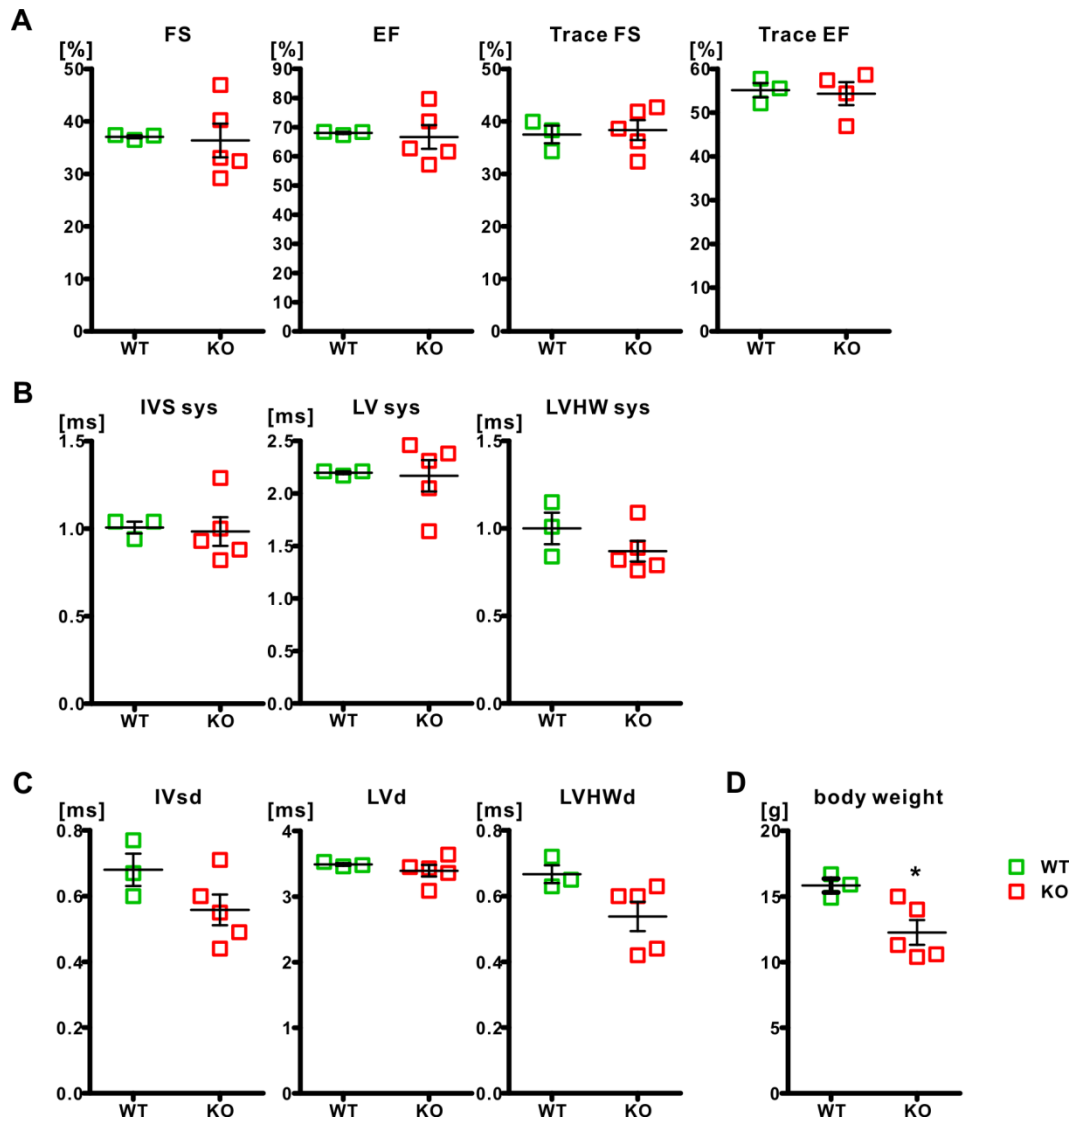 A
FS EF Trace FS Trace EF
[%] [%] [%] [%]
50 90 50 60
80
40 70 40 50
60 40
30 50 30
40 30
20 20
30 20
10 20 10
10 10
0 0 0 0
WT KO WT KO WT KO WT KO
B
IVS sys LV sys LVHW sys
[ms] [ms] [ms]
1.5 2.5 1.5
2.0
1.0 1.0
1.5
1.0
0.5 0.5
0.5
0.0 0.0 0.0
WT KO WT KO WT KO
C D
IVsd LVd LVHWd body weight
[ms] [ms] [ms] [g]
0.8 4 0.8 20
* WT
KO
0.6 3 0.6 15
0.4 2 0.4 10
0.2 1 0.2 5
0.0 0 0.0 0
WT KO WT KO WT KO WT KO